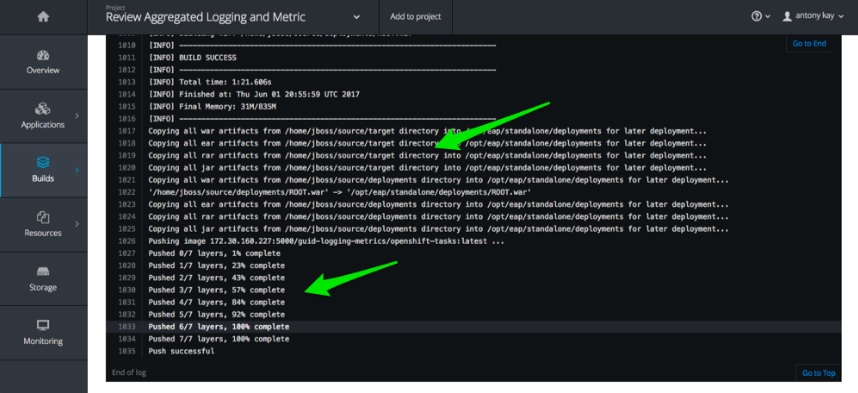 Project
Review Aggregated Logging and Metric
Add to project
antony kay
Go to End
1010 [INFO] ------------------------------------------------------------------------
1011 [INFO] BUILD SUCCESS
1012 [INFO] ------------------------------------------------------------------------
1013 [INFO] Total time: 1:21.606s
1014 [INFO] Finished at: Thu Jun 01 20:55:59 UTC 2017
1015 [INFO] Final Memory: 31M/835M
1016 [INFO] ------------------------------------------------------------------------
1017 Copying all war artifacts from /home/jboss/source/target directory into /opt/eap/standalone/deployments for later deployment...
1018 Copying all ear artifacts from /home/jboss/source/target directory /opt/eap/standalone/deployments for later deployment...
1019 Copying all rar artifacts from /home/jboss/source/target directory into /opt/eap/standalone/deployments for later deployment...
1020 Copying all jar artifacts from /home/jboss/source/target directory into /opt/eap/standalone/deployments for later deployment...
1021 Copying all war artifacts from /home/jboss/source/deployments directory into /opt/eap/standalone/deployments for later deployment...
1022 '/home/jboss/source/deployments/ROOT.war' -> '/opt/eap/standalone/deployments/ROOT.war'
1023 Copying all ear artifacts from /home/jboss/source/deployments directory into /opt/eap/standalone/deployments for later deployment...
1024 Copying all rar artifacts from /home/jboss/source/deployments directory into /opt/eap/standalone/deployments for later deployment...
1025 Copying all jar artifacts from /home/jboss/source/deployments directory into /opt/eap/standalone/deployments for later deployment...
1026 Pushing image 172.30.160.227:5000/guid-logging-metrics/openshift-tasks:latest ...
1027 Pushed 0/7 layers, 1% complete
1028 Pushed 1/7 layers, 23% complete
1029 Pushed 2/7 layers, 43% complete
1030 Pushed 3/7 layers, 57% complete
1031 Pushed 4/7 layers, 84% complete
1032 Pushed 5/7 layers, 92% complete
1033 Pushed 6/7 layers, 100% complete
1034 Pushed 7/7 layers, 100% complete
1035 Push successful
End of log
Go to Top
Overview
Applications
Builds
Resources
Storage
Monitoring